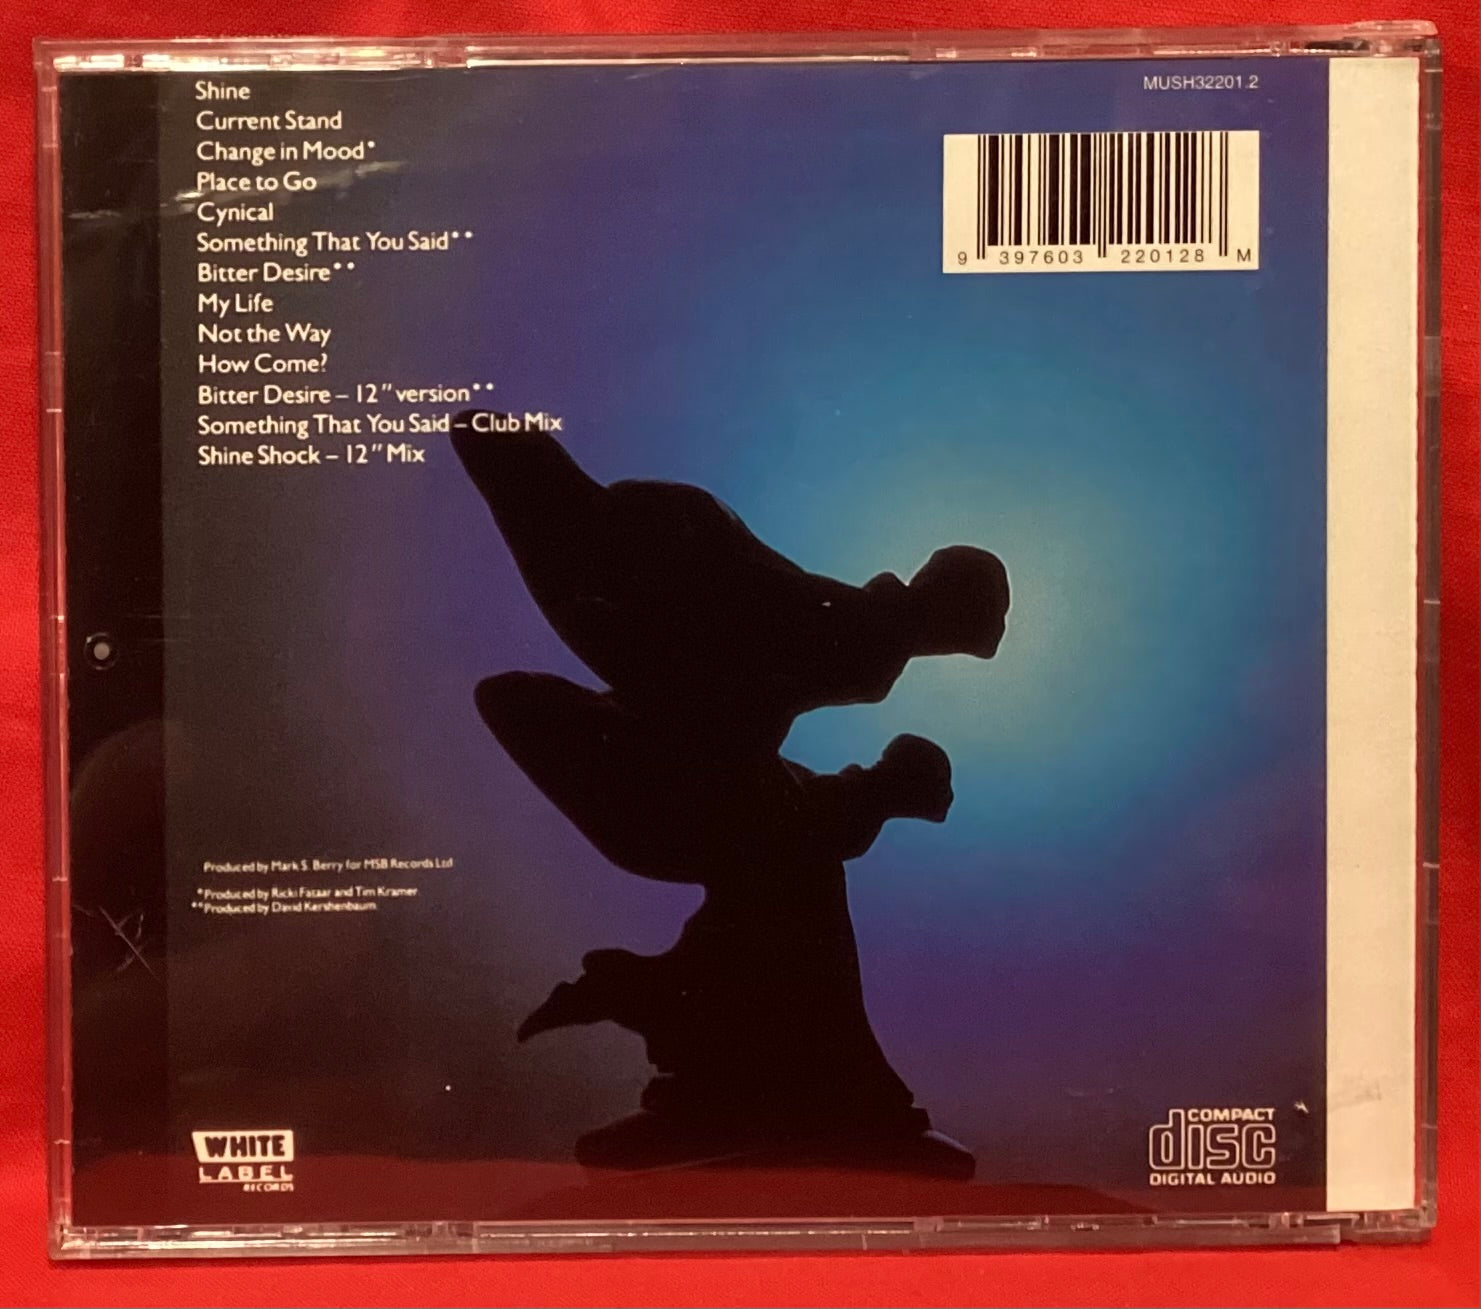 Shine
Current Stand
Change in Mood*
Place to Go
Cynical
Something That You Said**
Bitter Desire**
My Life
Not the Way
How Come?
Bitter Desire – 12" version**
Something That You Said – Club Mix
Shine Shock – 12" Mix
MUSH32201.2
9 397603 220128 M
Produced by Mark S. Berry for MSB Records Ltd
*Produced by Ricki Fataar and Tim Kramer
**Produced by David Kershenbaum
WHITE
LABEL
RECORDS
COMPACT
disc
DIGITAL AUDIO